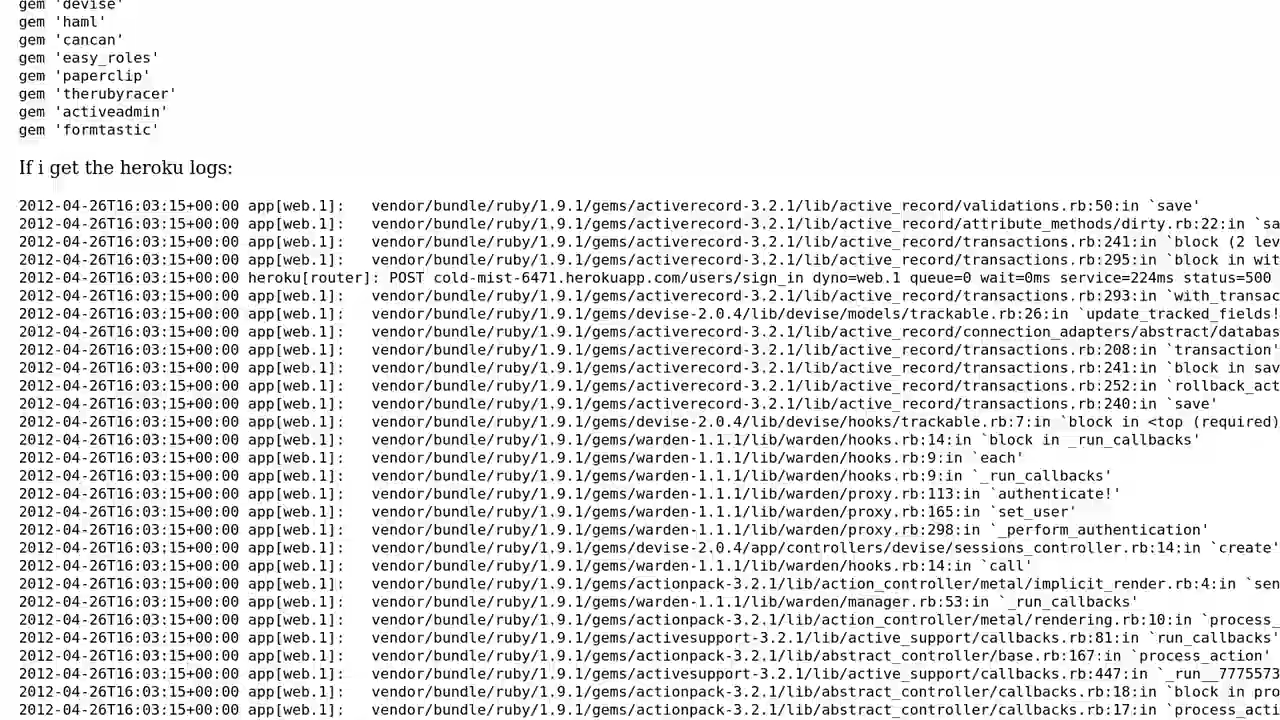 gem 'devise'
gem 'haml'
gem 'cancan'
gem 'easy_roles'
gem 'paperclip'
gem 'therubyracer'
gem 'activeadmin'
gem 'formtastic'
If i get the heroku logs:
2012-04-26T16:03:15+00:00 app[web.1]:   vendor/bundle/ruby/1.9.1/gems/activerecord-3.2.1/lib/active_record/validations.rb:50:in `save'
2012-04-26T16:03:15+00:00 app[web.1]:   vendor/bundle/ruby/1.9.1/gems/activerecord-3.2.1/lib/active_record/attribute_methods/dirty.rb:22:in `sa
2012-04-26T16:03:15+00:00 app[web.1]:   vendor/bundle/ruby/1.9.1/gems/activerecord-3.2.1/lib/active_record/transactions.rb:241:in `block (2 lev
2012-04-26T16:03:15+00:00 app[web.1]:   vendor/bundle/ruby/1.9.1/gems/activerecord-3.2.1/lib/active_record/transactions.rb:295:in `block in wit
2012-04-26T16:03:15+00:00 heroku[router]: POST cold-mist-6471.herokuapp.com/users/sign_in dyno=web.1 queue=0 wait=0ms service=224ms status=500
2012-04-26T16:03:15+00:00 app[web.1]:   vendor/bundle/ruby/1.9.1/gems/activerecord-3.2.1/lib/active_record/transactions.rb:293:in `with_transac
2012-04-26T16:03:15+00:00 app[web.1]:   vendor/bundle/ruby/1.9.1/gems/devise-2.0.4/lib/devise/models/trackable.rb:26:in `update_tracked_fields!
2012-04-26T16:03:15+00:00 app[web.1]:   vendor/bundle/ruby/1.9.1/gems/activerecord-3.2.1/lib/active_record/connection_adapters/abstract/databas
2012-04-26T16:03:15+00:00 app[web.1]:   vendor/bundle/ruby/1.9.1/gems/activerecord-3.2.1/lib/active_record/transactions.rb:208:in `transaction'
2012-04-26T16:03:15+00:00 app[web.1]:   vendor/bundle/ruby/1.9.1/gems/activerecord-3.2.1/lib/active_record/transactions.rb:241:in `block in sav
2012-04-26T16:03:15+00:00 app[web.1]:   vendor/bundle/ruby/1.9.1/gems/activerecord-3.2.1/lib/active_record/transactions.rb:252:in `rollback_act
2012-04-26T16:03:15+00:00 app[web.1]:   vendor/bundle/ruby/1.9.1/gems/activerecord-3.2.1/lib/active_record/transactions.rb:240:in `save'
2012-04-26T16:03:15+00:00 app[web.1]:   vendor/bundle/ruby/1.9.1/gems/devise-2.0.4/lib/devise/hooks/trackable.rb:7:in `block in <top (required)
2012-04-26T16:03:15+00:00 app[web.1]:   vendor/bundle/ruby/1.9.1/gems/warden-1.1.1/lib/warden/hooks.rb:14:in `block in _run_callbacks'
2012-04-26T16:03:15+00:00 app[web.1]:   vendor/bundle/ruby/1.9.1/gems/warden-1.1.1/lib/warden/hooks.rb:9:in `each'
2012-04-26T16:03:15+00:00 app[web.1]:   vendor/bundle/ruby/1.9.1/gems/warden-1.1.1/lib/warden/hooks.rb:9:in `_run_callbacks'
2012-04-26T16:03:15+00:00 app[web.1]:   vendor/bundle/ruby/1.9.1/gems/warden-1.1.1/lib/warden/proxy.rb:113:in `authenticate!'
2012-04-26T16:03:15+00:00 app[web.1]:   vendor/bundle/ruby/1.9.1/gems/warden-1.1.1/lib/warden/proxy.rb:165:in `set_user'
2012-04-26T16:03:15+00:00 app[web.1]:   vendor/bundle/ruby/1.9.1/gems/warden-1.1.1/lib/warden/proxy.rb:298:in `_perform_authentication'
2012-04-26T16:03:15+00:00 app[web.1]:   vendor/bundle/ruby/1.9.1/gems/devise-2.0.4/app/controllers/devise/sessions_controller.rb:14:in `create'
2012-04-26T16:03:15+00:00 app[web.1]:   vendor/bundle/ruby/1.9.1/gems/warden-1.1.1/lib/warden/hooks.rb:14:in `call'
2012-04-26T16:03:15+00:00 app[web.1]:   vendor/bundle/ruby/1.9.1/gems/actionpack-3.2.1/lib/action_controller/metal/implicit_render.rb:4:in `sen
2012-04-26T16:03:15+00:00 app[web.1]:   vendor/bundle/ruby/1.9.1/gems/warden-1.1.1/lib/warden/manager.rb:53:in `_run_callbacks'
2012-04-26T16:03:15+00:00 app[web.1]:   vendor/bundle/ruby/1.9.1/gems/actionpack-3.2.1/lib/action_controller/metal/rendering.rb:10:in `process_
2012-04-26T16:03:15+00:00 app[web.1]:   vendor/bundle/ruby/1.9.1/gems/activesupport-3.2.1/lib/active_support/callbacks.rb:81:in `run_callbacks'
2012-04-26T16:03:15+00:00 app[web.1]:   vendor/bundle/ruby/1.9.1/gems/actionpack-3.2.1/lib/abstract_controller/base.rb:167:in `process_action'
2012-04-26T16:03:15+00:00 app[web.1]:   vendor/bundle/ruby/1.9.1/gems/activesupport-3.2.1/lib/active_support/callbacks.rb:447:in `_run__7775573
2012-04-26T16:03:15+00:00 app[web.1]:   vendor/bundle/ruby/1.9.1/gems/actionpack-3.2.1/lib/abstract_controller/callbacks.rb:18:in `block in pro
2012-04-26T16:03:15+00:00 app[web.1]:   vendor/bundle/ruby/1.9.1/gems/actionpack-3.2.1/lib/abstract_controller/callbacks.rb:17:in `process_acti